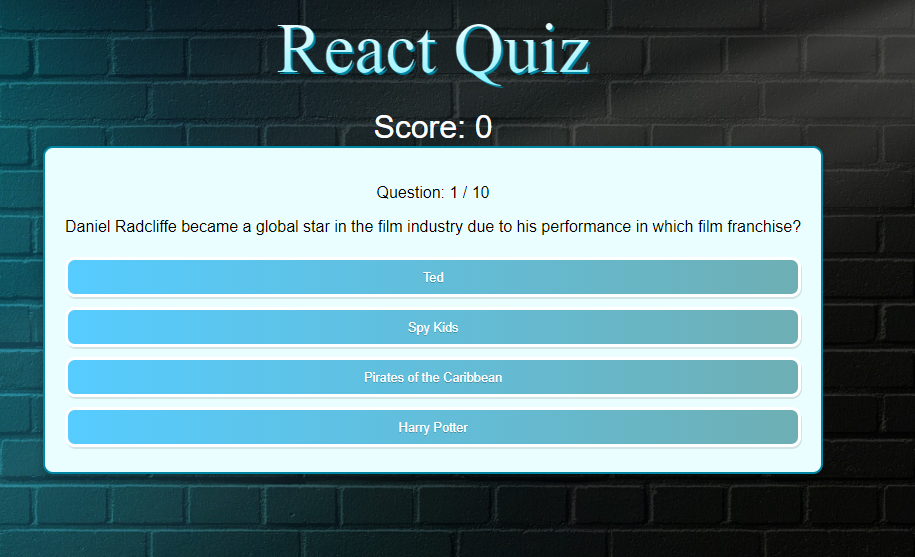 React Quiz
Score: 0
Question: 1 / 10
Daniel Radcliffe became a global star in the film industry due to his performance in which film franchise?
Ted
Spy Kids
Pirates of the Caribbean
Harry Potter